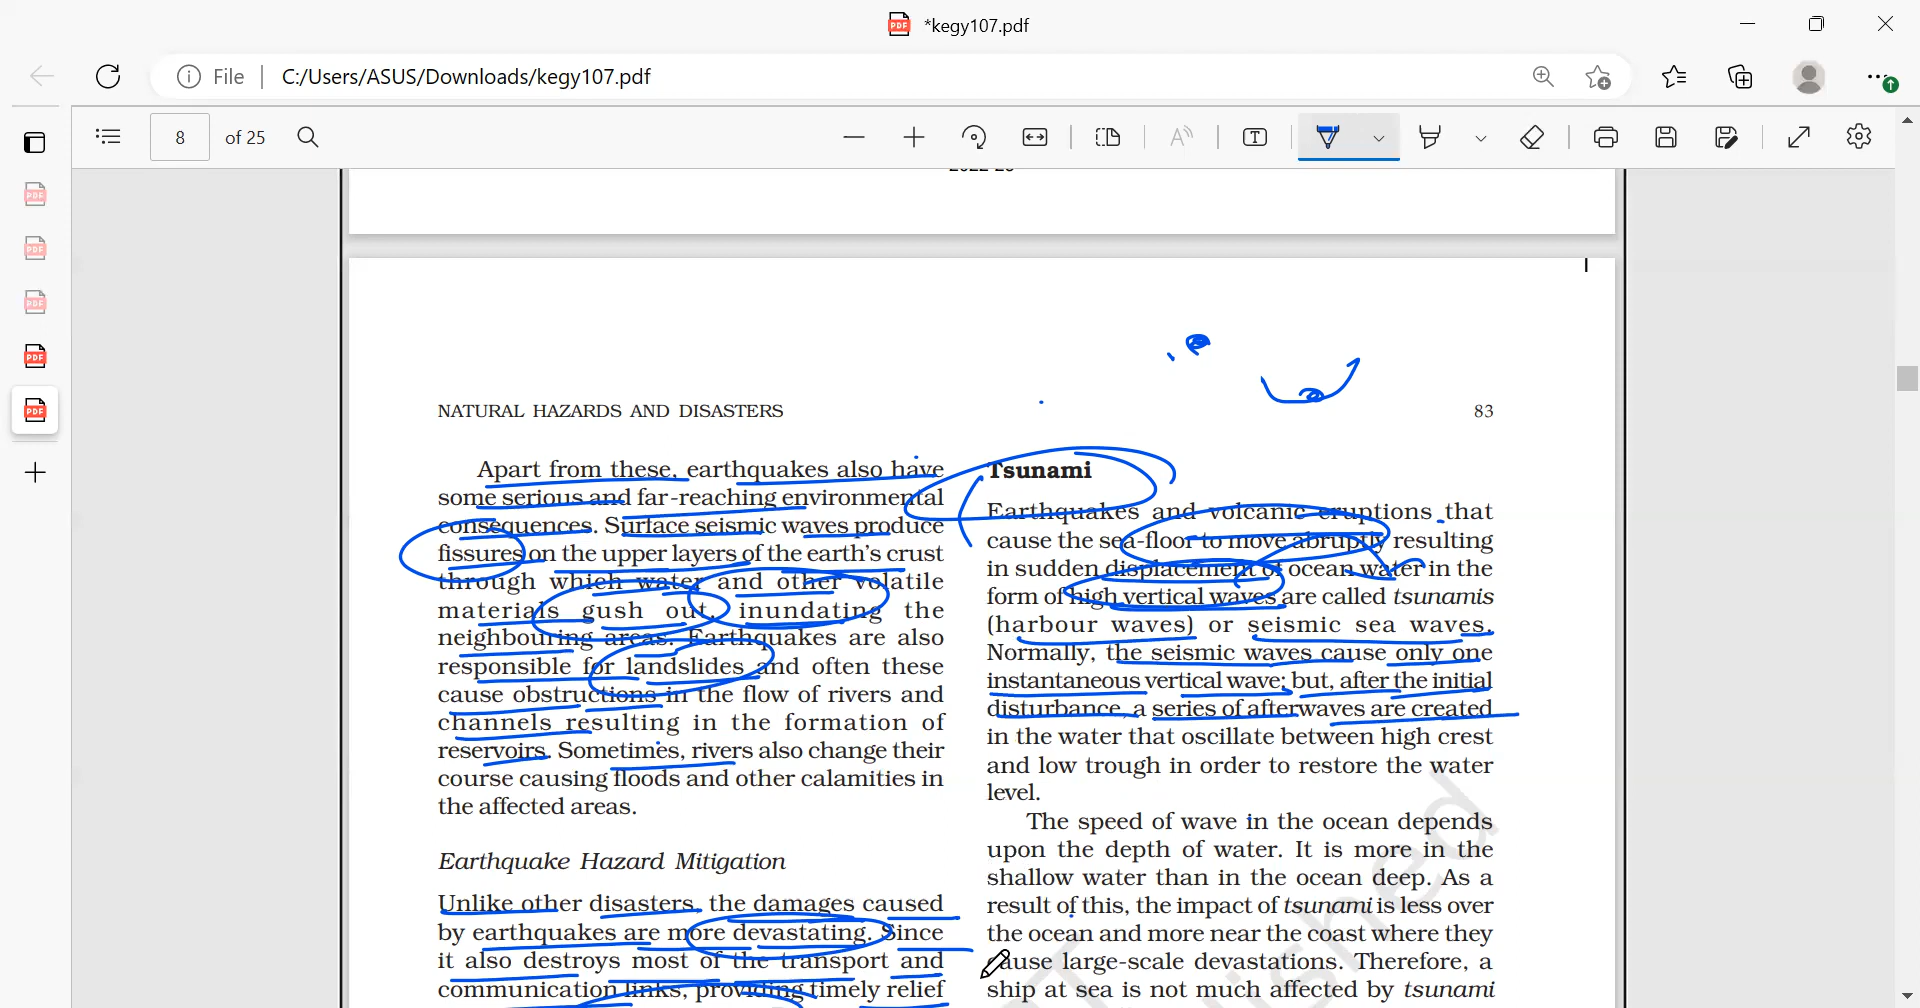 *kegy107.pdf
File
C:/Users/ASUS/Downloads/kegy107.pdf
8 of 25
NATURAL HAZARDS AND DISASTERS
83
Apart from these, earthquakes also have
some serious and far-reaching environmental
consequences. Surface seismic waves produce
fissures on the upper layers of the earth's crust
through which water and other volatile
materials gush out, inundating the
neighbouring areas. Earthquakes are also
responsible for landslides and often these
cause obstructions in the flow of rivers and
channels resulting in the formation of
reservoirs. Sometimes, rivers also change their
course causing floods and other calamities in
the affected areas.
Earthquake Hazard Mitigation
Unlike other disasters, the damages caused
by earthquakes are more devastating. Since
it also destroys most of the transport and
communication links, providing timely relief
Tsunami
Earthquakes and volcanic eruptions that
cause the sea-floor to move abruptly resulting
in sudden displacement of ocean water in the
form of high vertical waves are called tsunamis
(harbour waves) or seismic sea waves.
Normally, the seismic waves cause only one
instantaneous vertical wave; but, after the initial
disturbance, a series of afterwaves are created
in the water that oscillate between high crest
and low trough in order to restore the water
level.
The speed of wave in the ocean depends
upon the depth of water. It is more in the
shallow water than in the ocean deep. As a
result of this, the impact of tsunami is less over
the ocean and more near the coast where they
cause large-scale devastations. Therefore, a
ship at sea is not much affected by tsunami